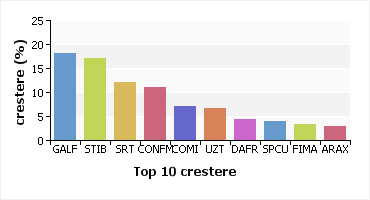 crestere (%)
25
20
15
10
5
0
GALF STIB SRT CONFM COMI UZT DAFR SPCU FIMA ARAX
Top 10 crestere